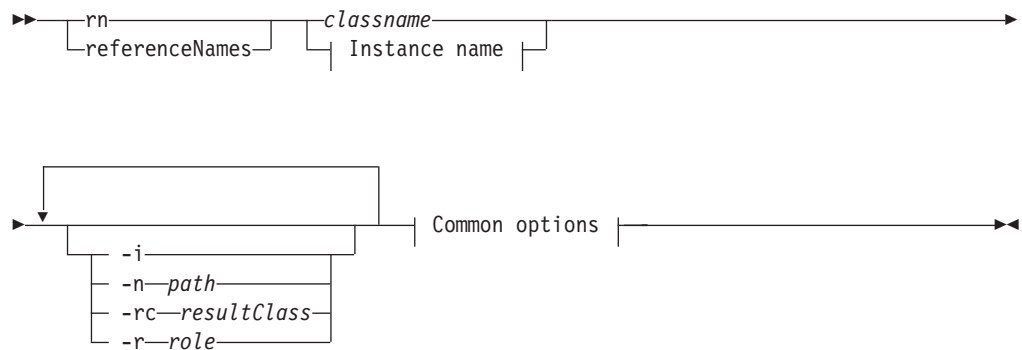 rn classname
referenceNames Instance name
Common options
-i
-n path
-rc resultClass
-r role